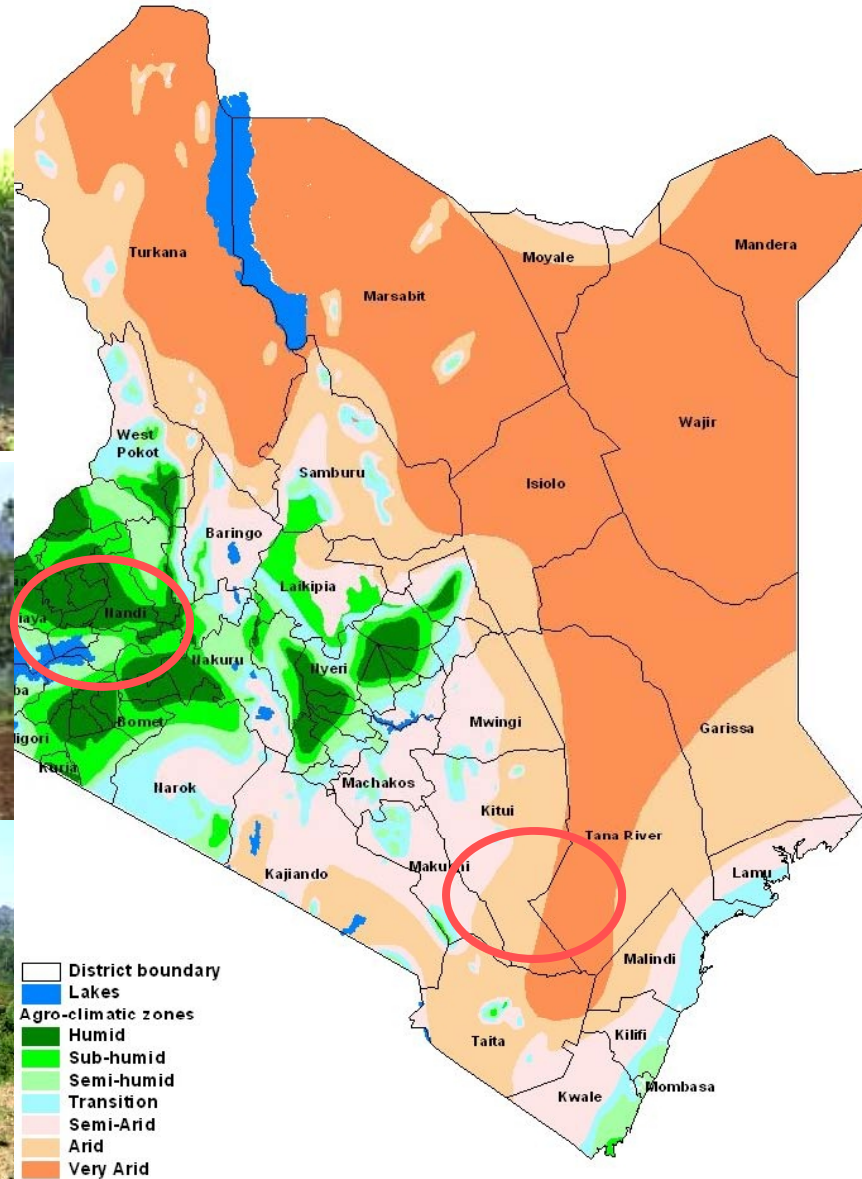 Turkana
Moyale
Mandera
Marsabit
Wajir
West
Pokot
Samburu
Isiolo
Baringo
Laikipia
Nandi
Nakuru
Nyeri
Bomet
Mwingi
Garissa
Narok
Machakos
Kitui
Tana River
Kajiando
Lamu
Malindi
Taita
Kilifi
Kwale
Mombasa
Kuria
District boundary
Lakes
Agro-climatic zones
Humid
Sub-humid
Semi-humid
Transition
Semi-Arid
Arid
Very Arid